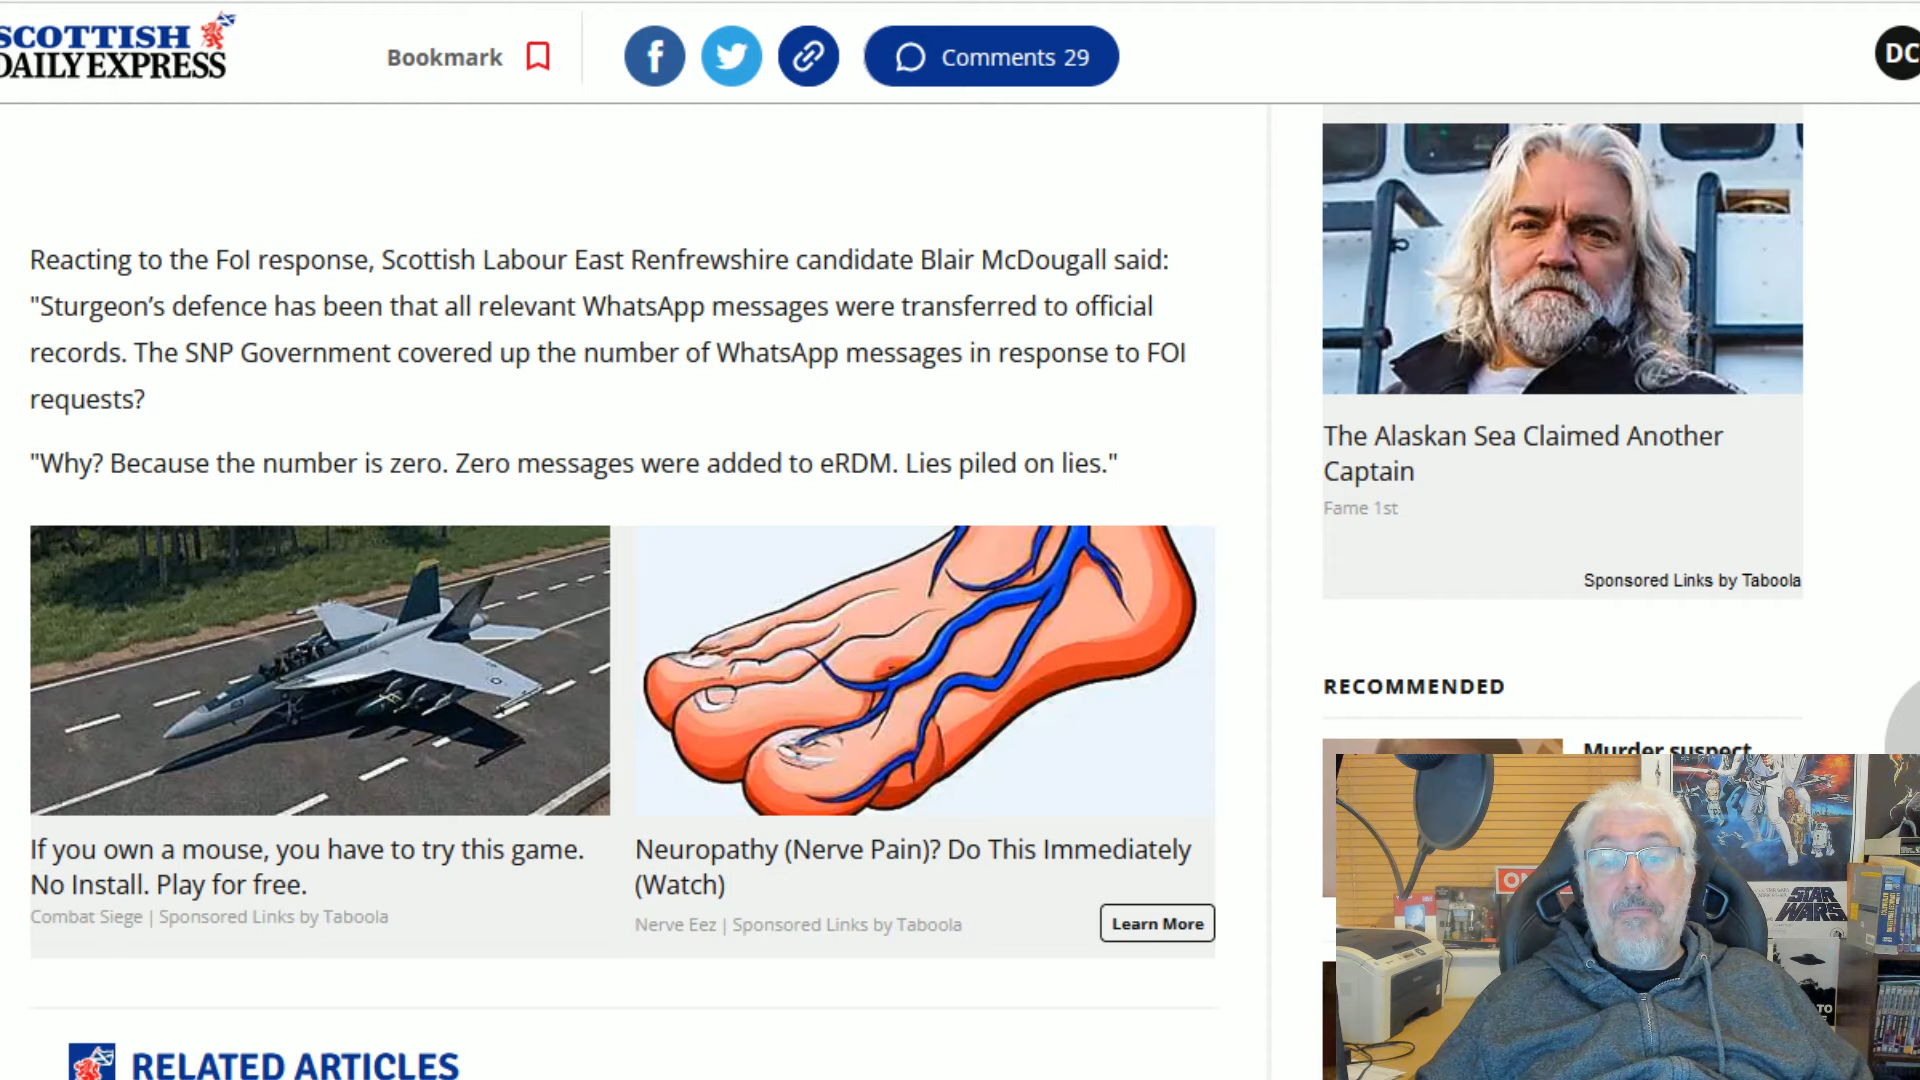 SCOTTISH
DAILY EXPRESS
Bookmark
Comments 29
DC
Reacting to the FoI response, Scottish Labour East Renfrewshire candidate Blair McDougall said:
"Sturgeon’s defence has been that all relevant WhatsApp messages were transferred to official
records. The SNP Government covered up the number of WhatsApp messages in response to FOI
requests?
"Why? Because the number is zero. Zero messages were added to eRDM. Lies piled on lies."
If you own a mouse, you have to try this game.
No Install. Play for free.
Combat Siege | Sponsored Links by Taboola
Neuropathy (Nerve Pain)? Do This Immediately
(Watch)
Nerve Eez | Sponsored Links by Taboola
Learn More
RELATED ARTICLES
The Alaskan Sea Claimed Another
Captain
Fame 1st
Sponsored Links by Taboola
RECOMMENDED
Murder suspect
STAR
WARS